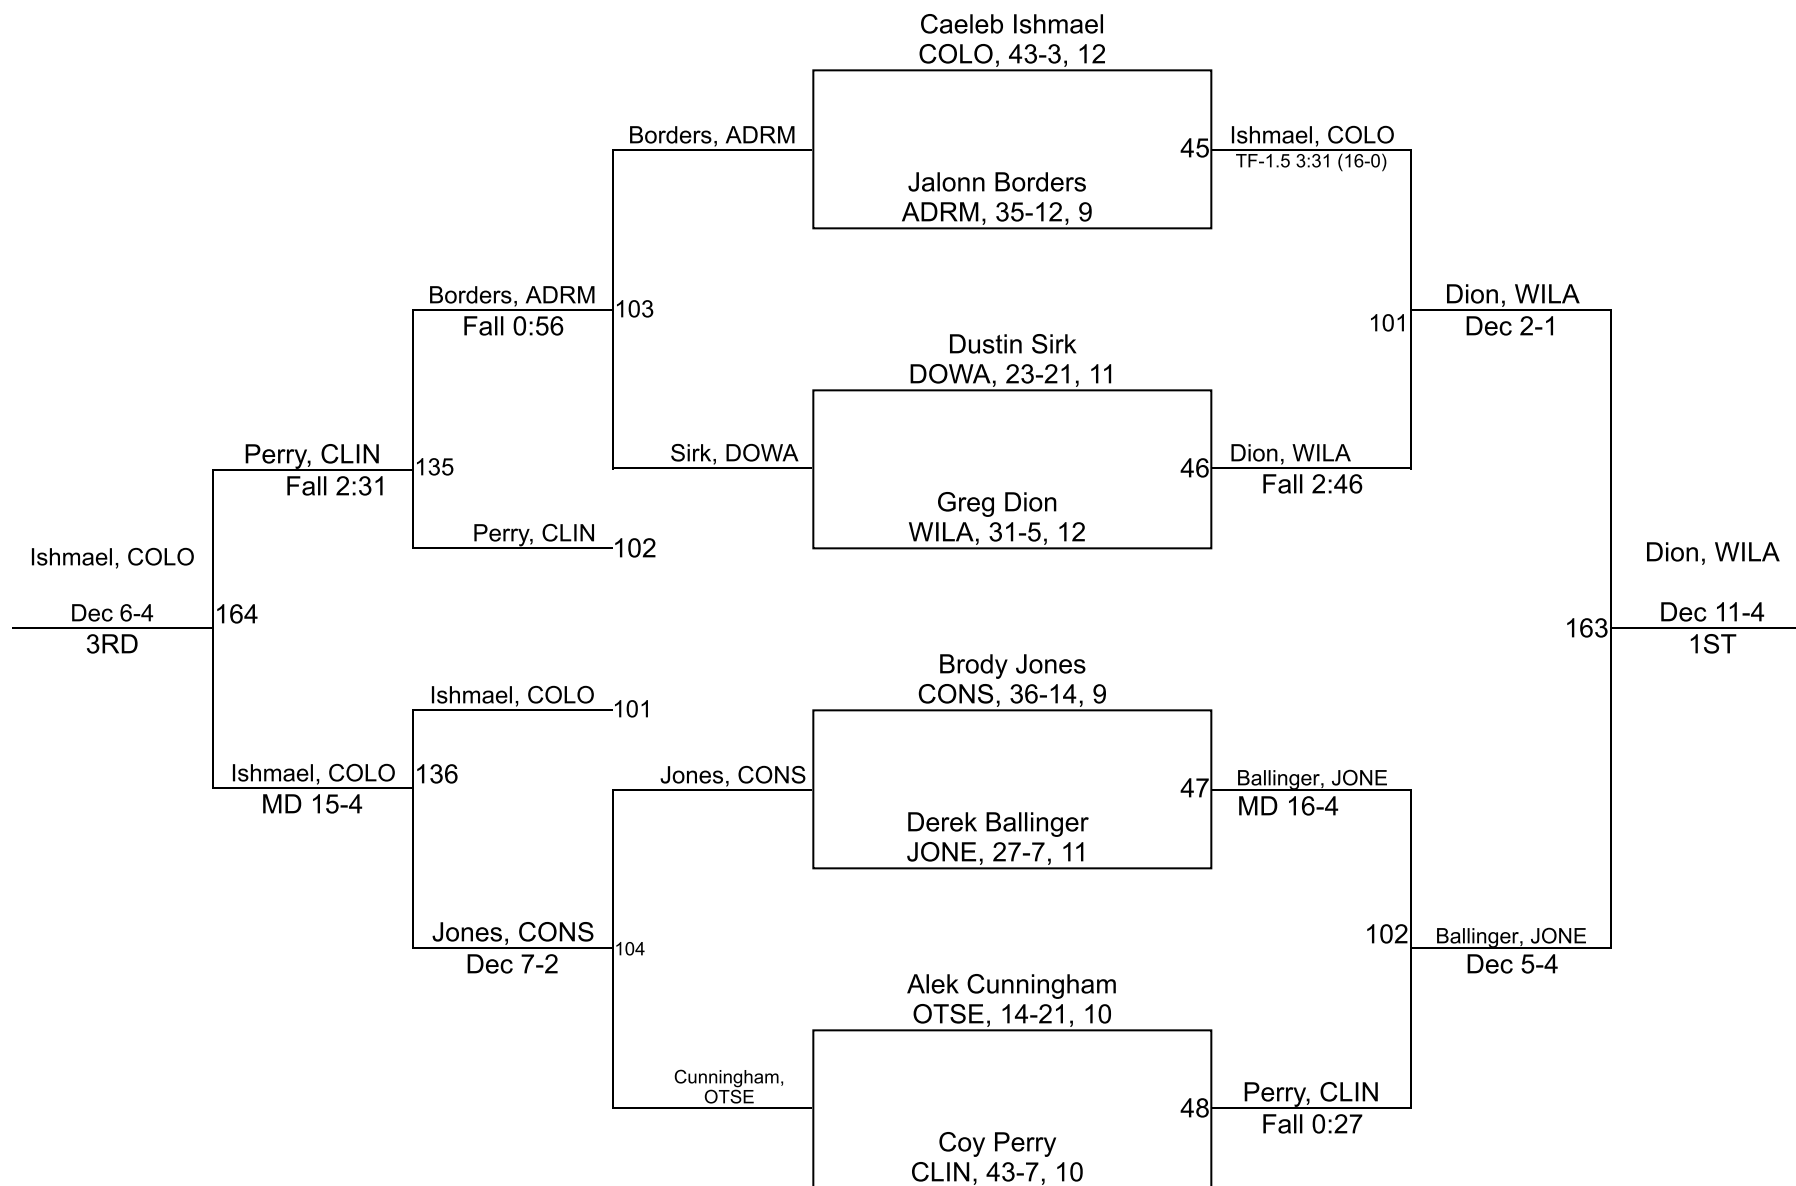 Caeleb Ishmael
COLO, 43-3, 12
Borders, ADRM
45
Ishmael, COLO
TF-1.5 3:31 (16-0)
Jalonn Borders
ADRM, 35-12, 9
Borders, ADRM
Fall 0:56
103
101
Dion, WILA
Dec 2-1
Dustin Sirk
DOWA, 23-21, 11
Perry, CLIN
Fall 2:31
135
Sirk, DOWA
46
Dion, WILA
Fall 2:46
Greg Dion
WILA, 31-5, 12
Perry, CLIN
102
Ishmael, COLO
Dec 6-4
3RD
164
Dion, WILA
163
Dec 11-4
1ST
Brody Jones
CONS, 36-14, 9
Ishmael, COLO
101
Ishmael, COLO
MD 15-4
136
Jones, CONS
47
Ballinger, JONE
MD 16-4
Derek Ballinger
JONE, 27-7, 11
Jones, CONS
Dec 7-2
104
102
Ballinger, JONE
Dec 5-4
Alek Cunningham
OTSE, 14-21, 10
Cunningham,
OTSE
48
Perry, CLIN
Fall 0:27
Coy Perry
CLIN, 43-7, 10